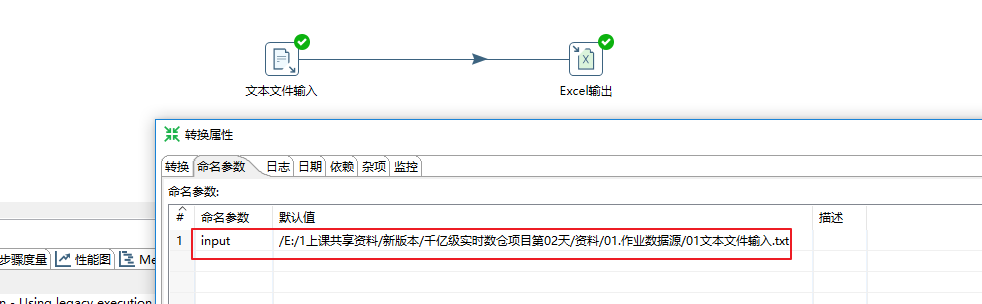 文本文件输入
Excel输出
转换属性
转换 命名参数 日志 日期 依赖 杂项 监控
命名参数:
# 命名参数 默认值 描述
1 input /E:/1上课共享资料/新版本/千亿级实时数仓项目第02天/资料/01.作业数据源/01文本文件输入.txt
步骤度量 性能图 Me
n - Using legacy execution